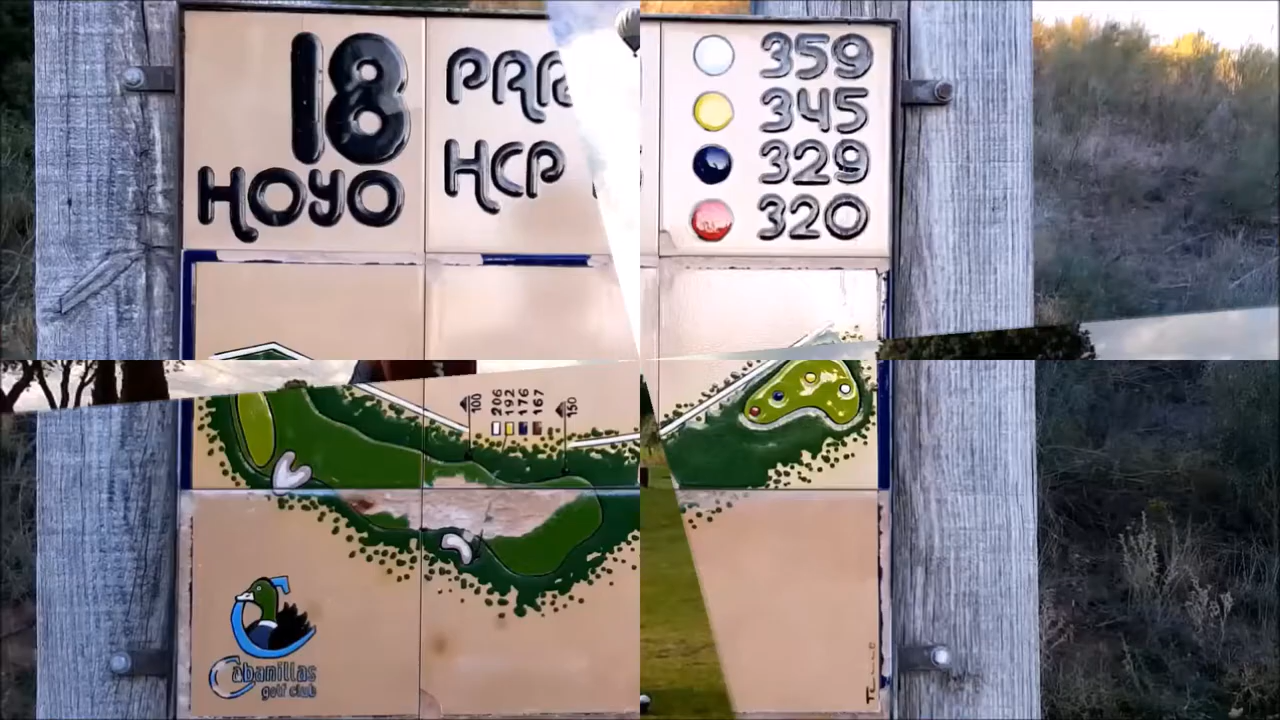 18
HOYO
PAR
HCP
359
345
329
320
100
206
192
176
167
150
Cabanillas
golf club